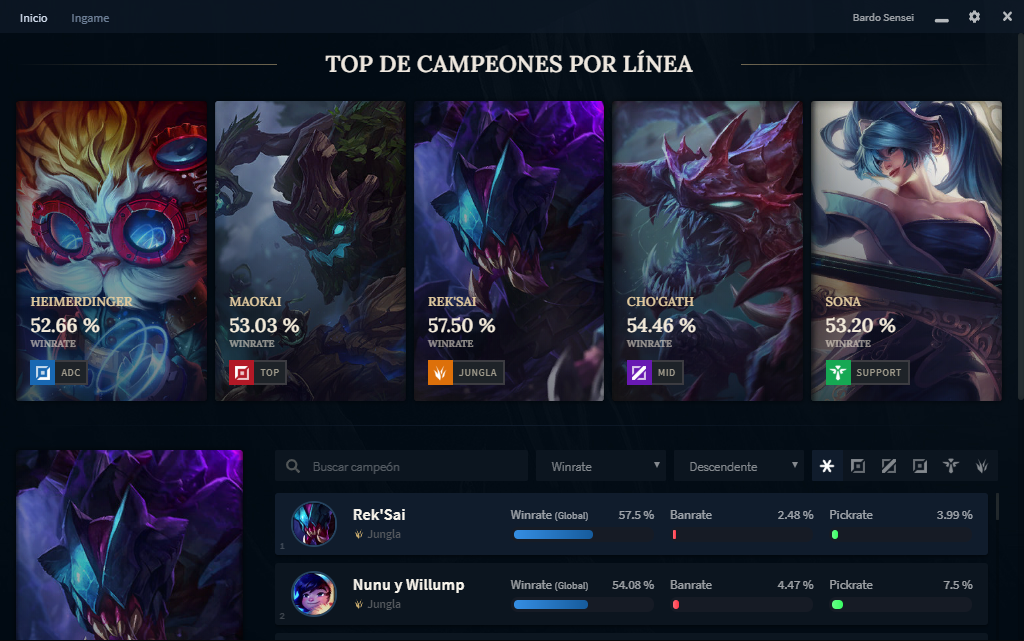 Inicio Ingame Bardo Sensei
TOP DE CAMPEONES POR LÍNEA
HEIMERDINGER
52.66 %
WINRATE
ADC
MAOKAI
53.03 %
WINRATE
TOP
REK'SAI
57.50 %
WINRATE
JUNGLA
CHO'GATH
54.46 %
WINRATE
MID
SONA
53.20 %
WINRATE
SUPPORT
Buscar campeón Winrate Descendente
1 Rek'Sai Winrate (Global) 57.5 % Banrate 2.48 % Pickrate 3.99 %
Jungla
2 Nunu y Willump Winrate (Global) 54.08 % Banrate 4.47 % Pickrate 7.5 %
Jungla